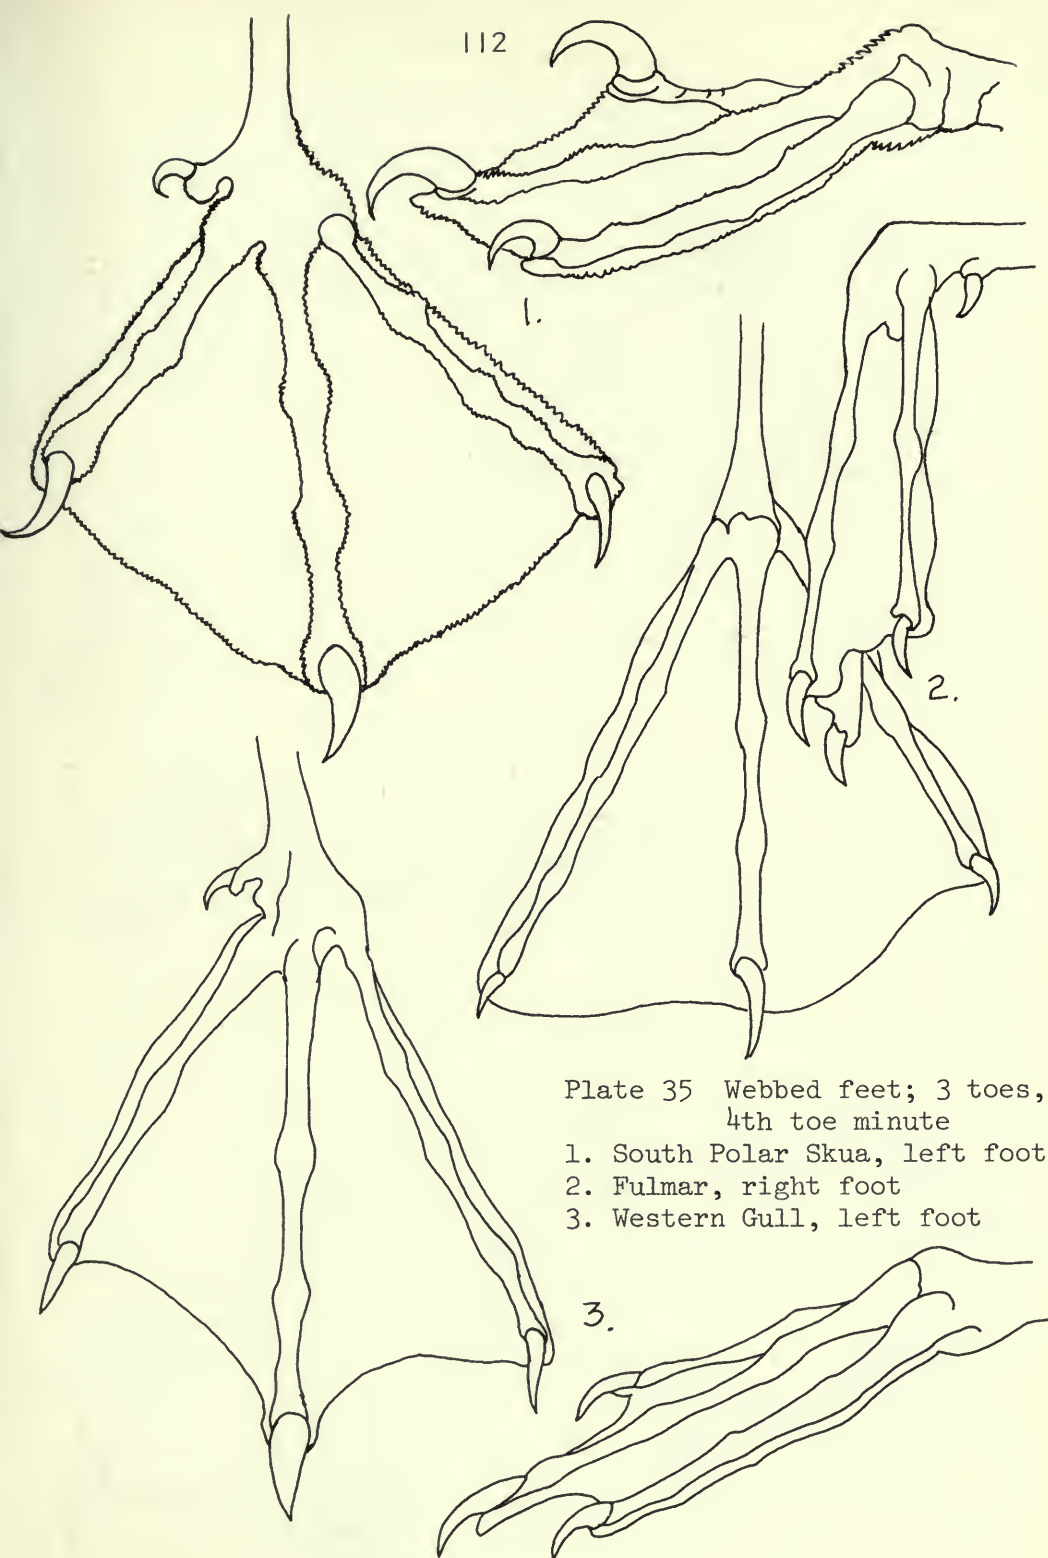 112
1.
2.
Plate 35 Webbed feet; 3 toes,
4th toe minute
1. South Polar Skua, left foot
2. Fulmar, right foot
3. Western Gull, left foot
3.